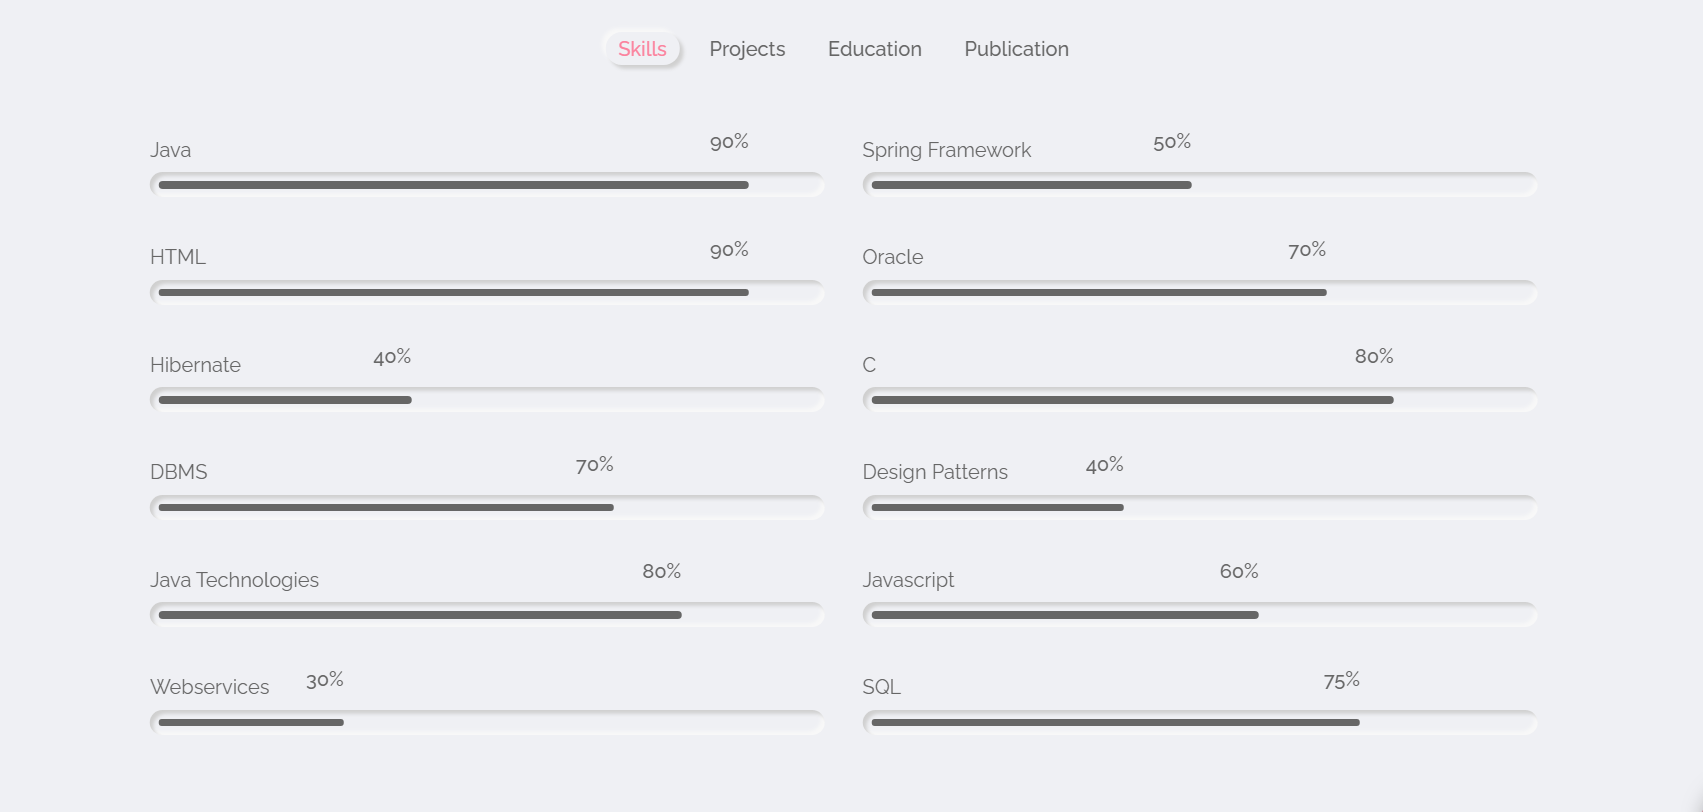 Skills Projects Education Publication
Java 90%
Spring Framework 50%
HTML 90%
Oracle 70%
Hibernate 40%
C 80%
DBMS 70%
Design Patterns 40%
Java Technologies 80%
Javascript 60%
Webservices 30%
SQL 75%